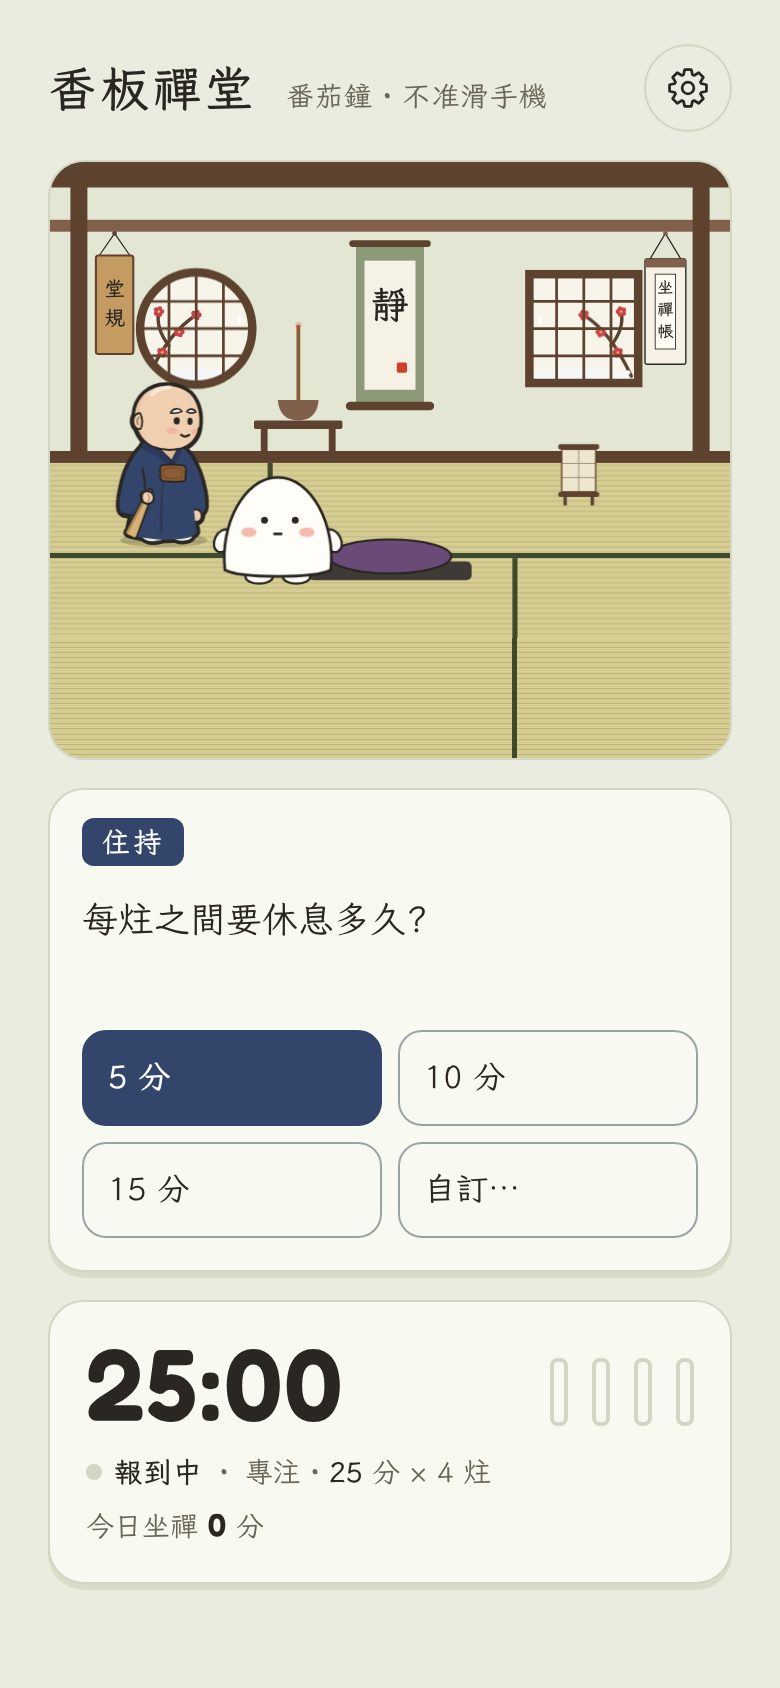 香板禪堂
番茄鐘・不准滑手機
堂規
靜
坐禪帳
住持
每炷之間要休息多久？
5 分
10 分
15 分
自訂…
25:00
報到中 ・ 專注・25 分 × 4 炷
今日坐禪 0 分